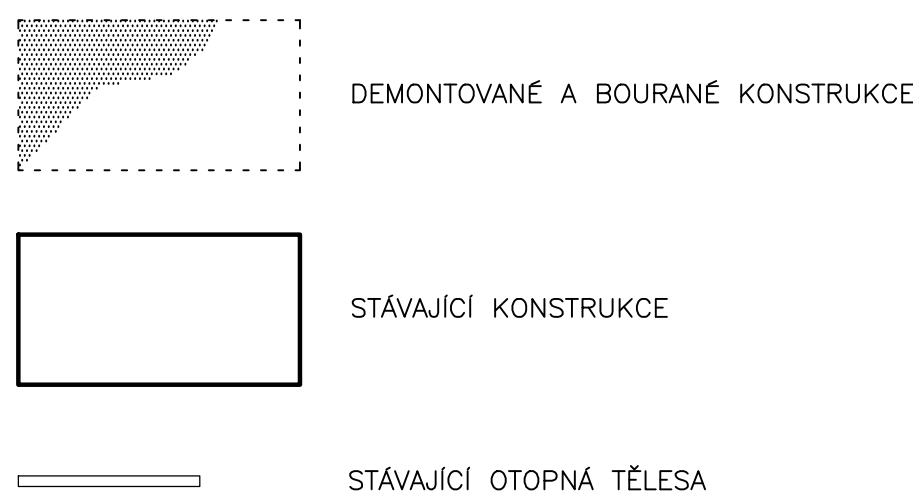 DEMONTOVANÉ A BOURANÉ KONSTRUKCE
STÁVAJÍCÍ KONSTRUKCE
STÁVAJÍCÍ OTOPNÁ TĚLESA